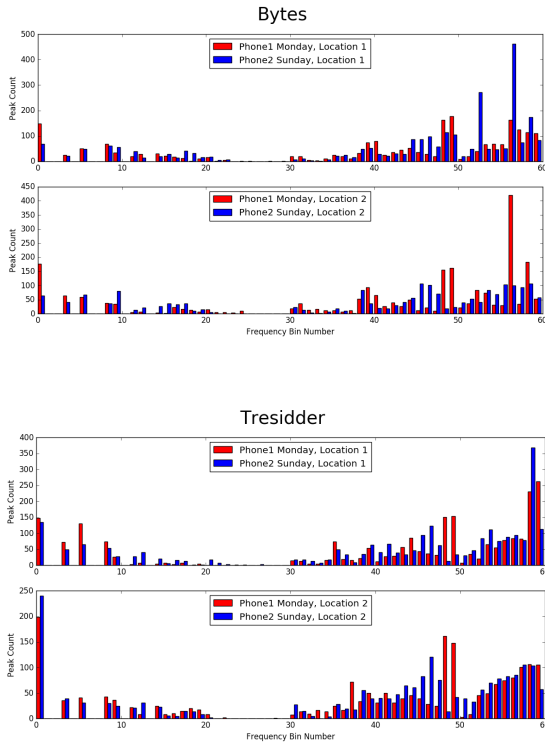 Bytes
500
400
300
200
100
0
Peak Count
Phone1 Monday, Location 1
Phone2 Sunday, Location 1
0 10 20 30 40 50 60
450
400
350
300
250
200
150
100
50
0
Peak Count
Phone1 Monday, Location 2
Phone2 Sunday, Location 2
0 10 20 30 40 50 60
Frequency Bin Number
Tresidder
400
350
300
250
200
150
100
50
0
Peak Count
Phone1 Monday, Location 1
Phone2 Sunday, Location 1
0 10 20 30 40 50 60
250
200
150
100
50
0
Peak Count
Phone1 Monday, Location 2
Phone2 Sunday, Location 2
0 10 20 30 40 50 60
Frequency Bin Number